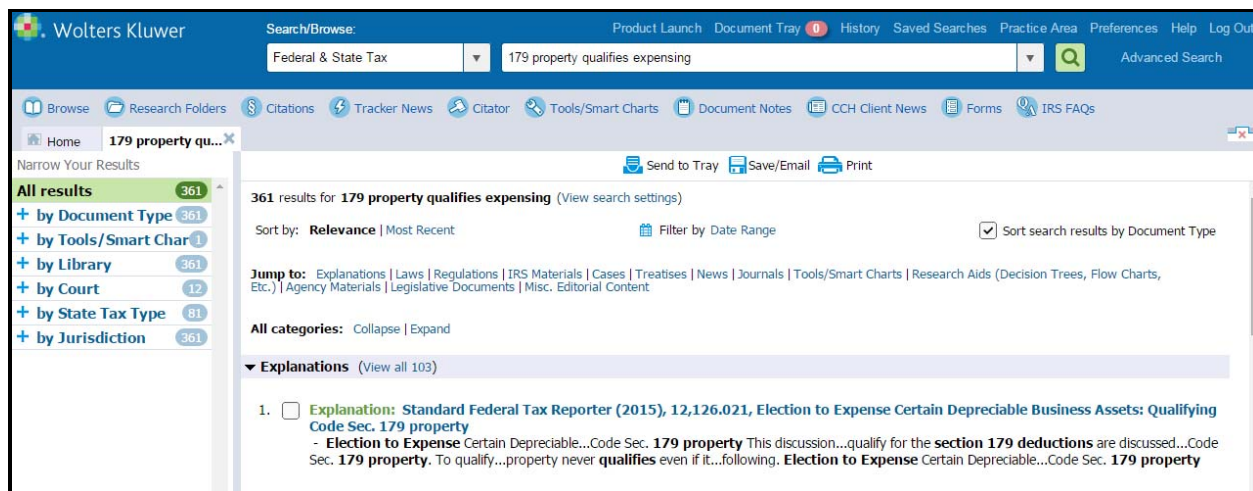 Wolters Kluwer
Search/Browse:
Product Launch Document Tray 0 History Saved Searches Practice Area Preferences Help Log Out
Federal & State Tax
179 property qualifies expensing
Advanced Search
Browse Research Folders Citations Tracker News Citator Tools/Smart Charts Document Notes CCH Client News Forms IRS FAQs
Home 179 property qu...
Narrow Your Results
All results 361
+ by Document Type 361
+ by Tools/Smart Char 1
+ by Library 361
+ by Court 12
+ by State Tax Type 81
+ by Jurisdiction 361
Send to Tray Save/Email Print
361 results for 179 property qualifies expensing (View search settings)
Sort by: Relevance | Most Recent Filter by Date Range Sort search results by Document Type
Jump to: Explanations | Laws | Regulations | IRS Materials | Cases | Treatises | News | Journals | Tools/Smart Charts | Research Aids (Decision Trees, Flow Charts,
Etc.) | Agency Materials | Legislative Documents | Misc. Editorial Content
All categories: Collapse | Expand
Explanations (View all 103)
1. Explanation: Standard Federal Tax Reporter (2015), 12,126.021, Election to Expense Certain Depreciable Business Assets: Qualifying
Code Sec. 179 property
- Election to Expense Certain Depreciable...Code Sec. 179 property This discussion...qualify for the section 179 deductions are discussed...Code
Sec. 179 property. To qualify...property never qualifies even if it...following. Election to Expense Certain Depreciable...Code Sec. 179 property